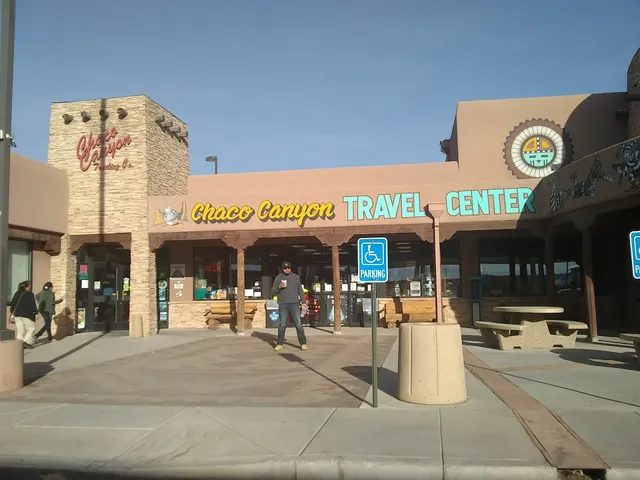 Chaco
Canyon
Trading Co.
Chaco Canyon TRAVEL CENTER
PARKING